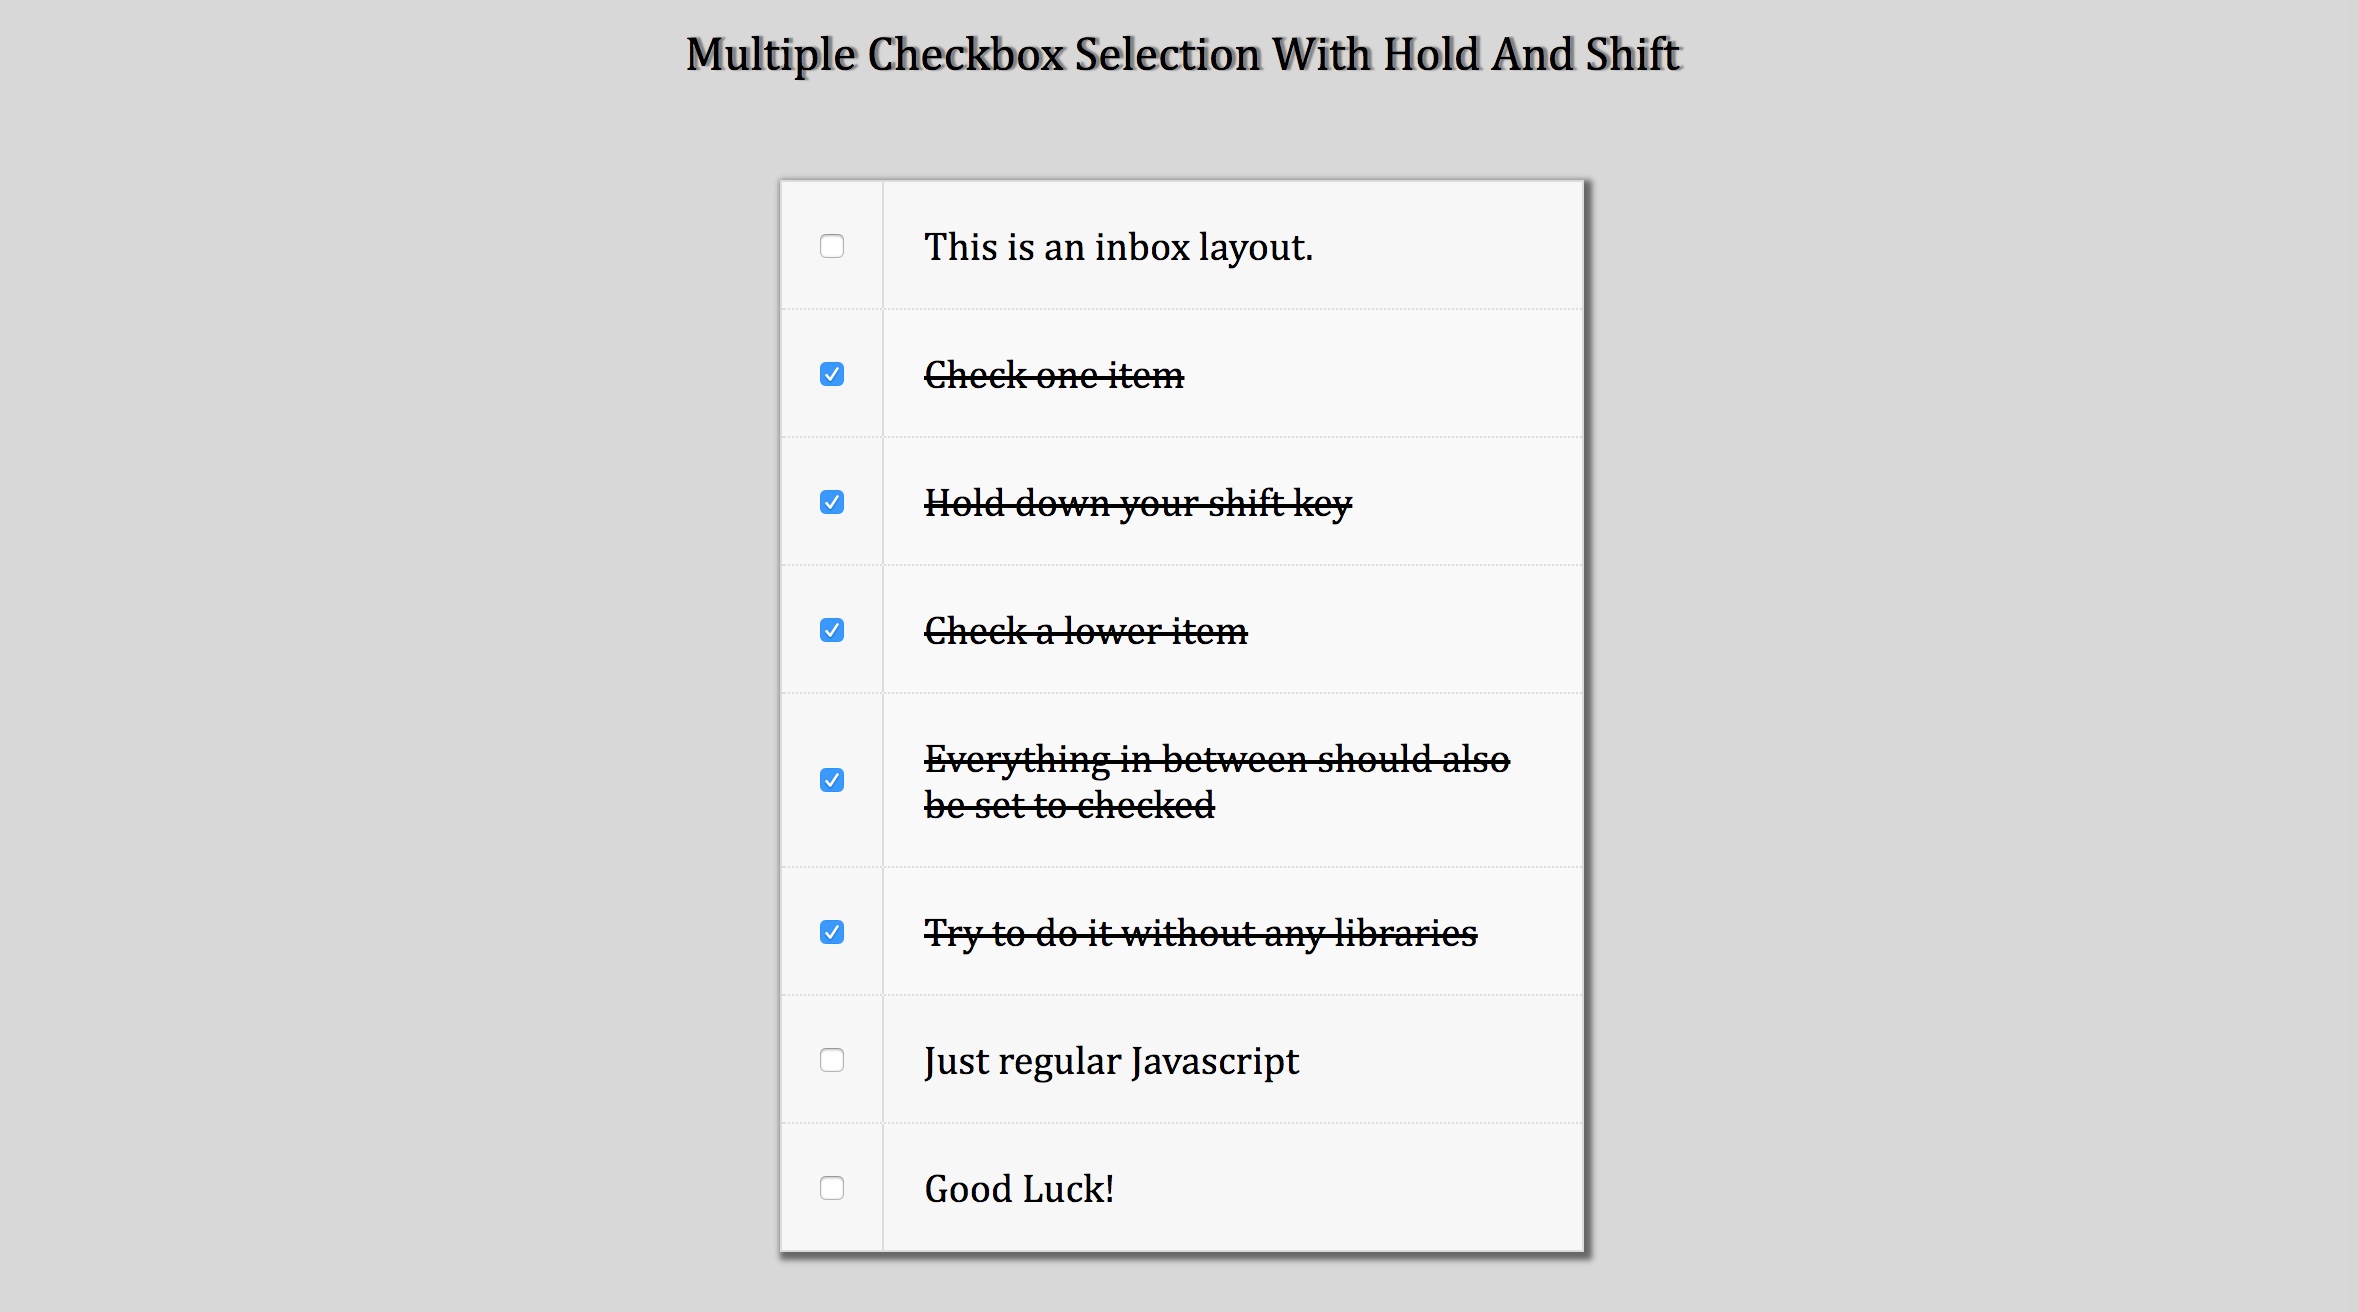 Multiple Checkbox Selection With Hold And Shift
This is an inbox layout.
Check one item
Hold down your shift key
Check a lower item
Everything in between should also
be set to checked
Try to do it without any libraries
Just regular Javascript
Good Luck!